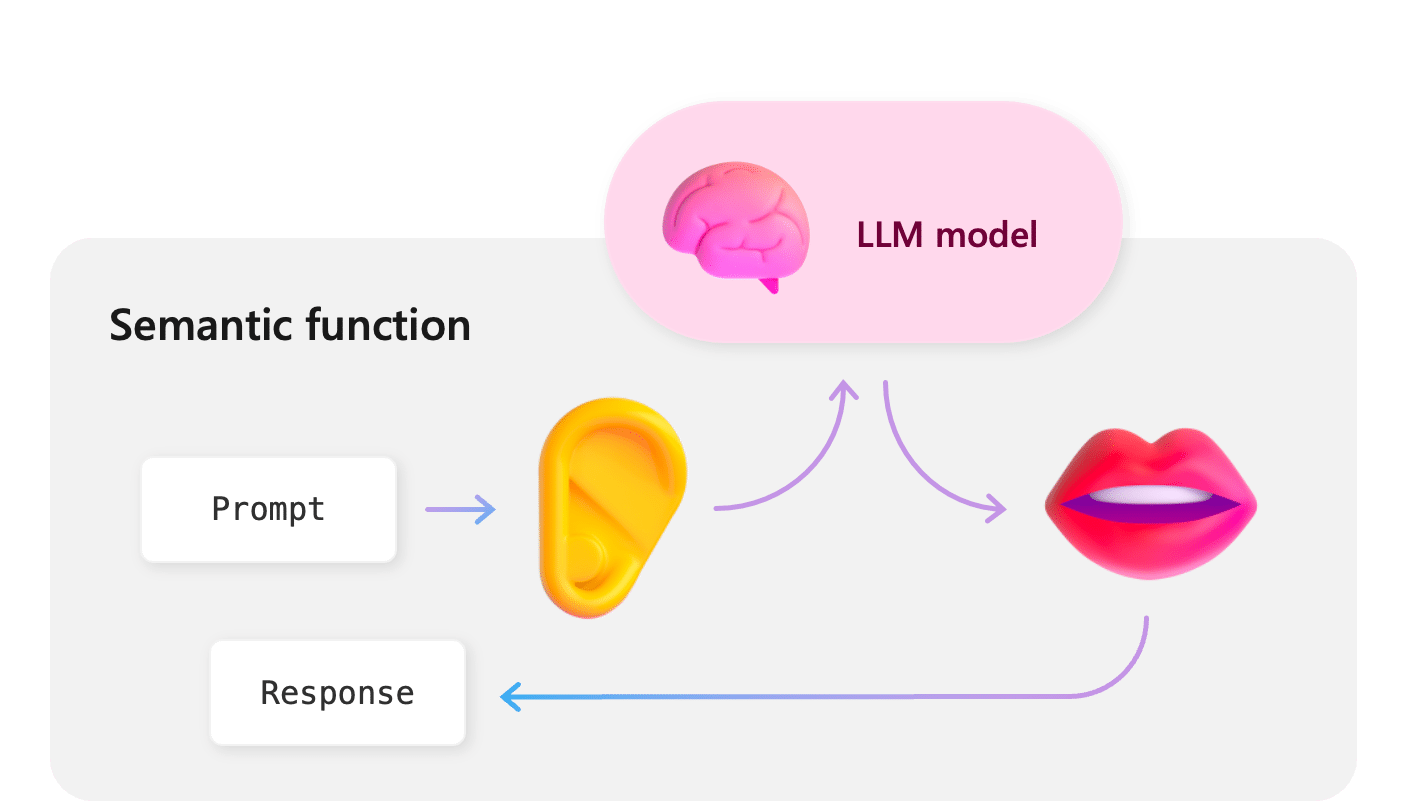 LLM model
Semantic function
Prompt
Response